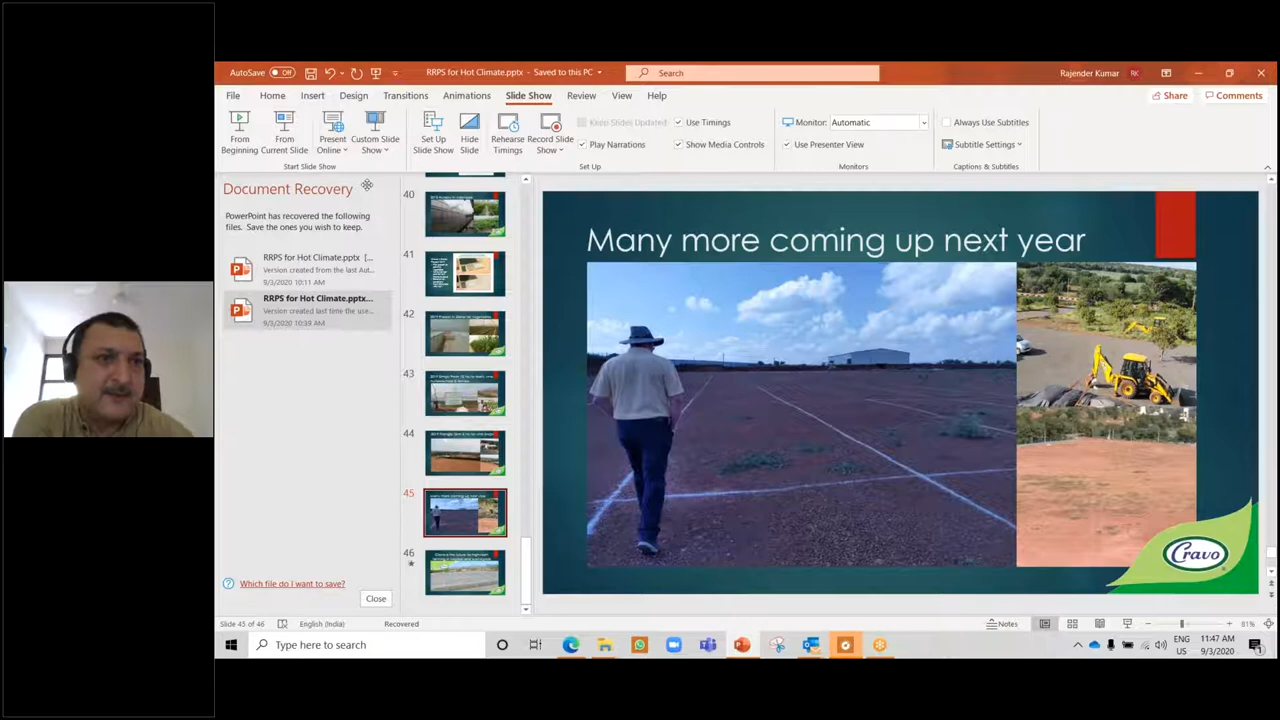 AutoSave Off
RRPS for Hot Climate.pptx - Saved to this PC
Search
Rajender Kumar RK
File Home Insert Design Transitions Animations Slide Show Review View Help
Share Comments
From Beginning
From Current Slide
Present Online
Custom Slide Show
Set Up Slide Show
Hide Slide
Rehearse Timings
Record Slide Show
Keep Slides Updated
Play Narrations
Use Timings
Show Media Controls
Monitor: Automatic
Use Presenter View
Always Use Subtitles
Subtitle Settings
Start Slide Show
Set Up
Monitors
Captions & Subtitles
Document Recovery
PowerPoint has recovered the
following
files. Save the ones you wish to keep.
RRPS for Hot Climate.pptx [...
Version created from the last Aut...
9/3/2020 10:11 AM
RRPS for Hot Climate.pptx...
Version created last time the use...
9/3/2020 10:39 AM
Which file do I want to save?
Close
40
41
42
43
44
45
46
Many more coming up next year
Cravo
Slide 45 of 46
English (India)
Recovered
Notes
81%
Type here to search
ENG
US
11:47 AM
9/3/2020